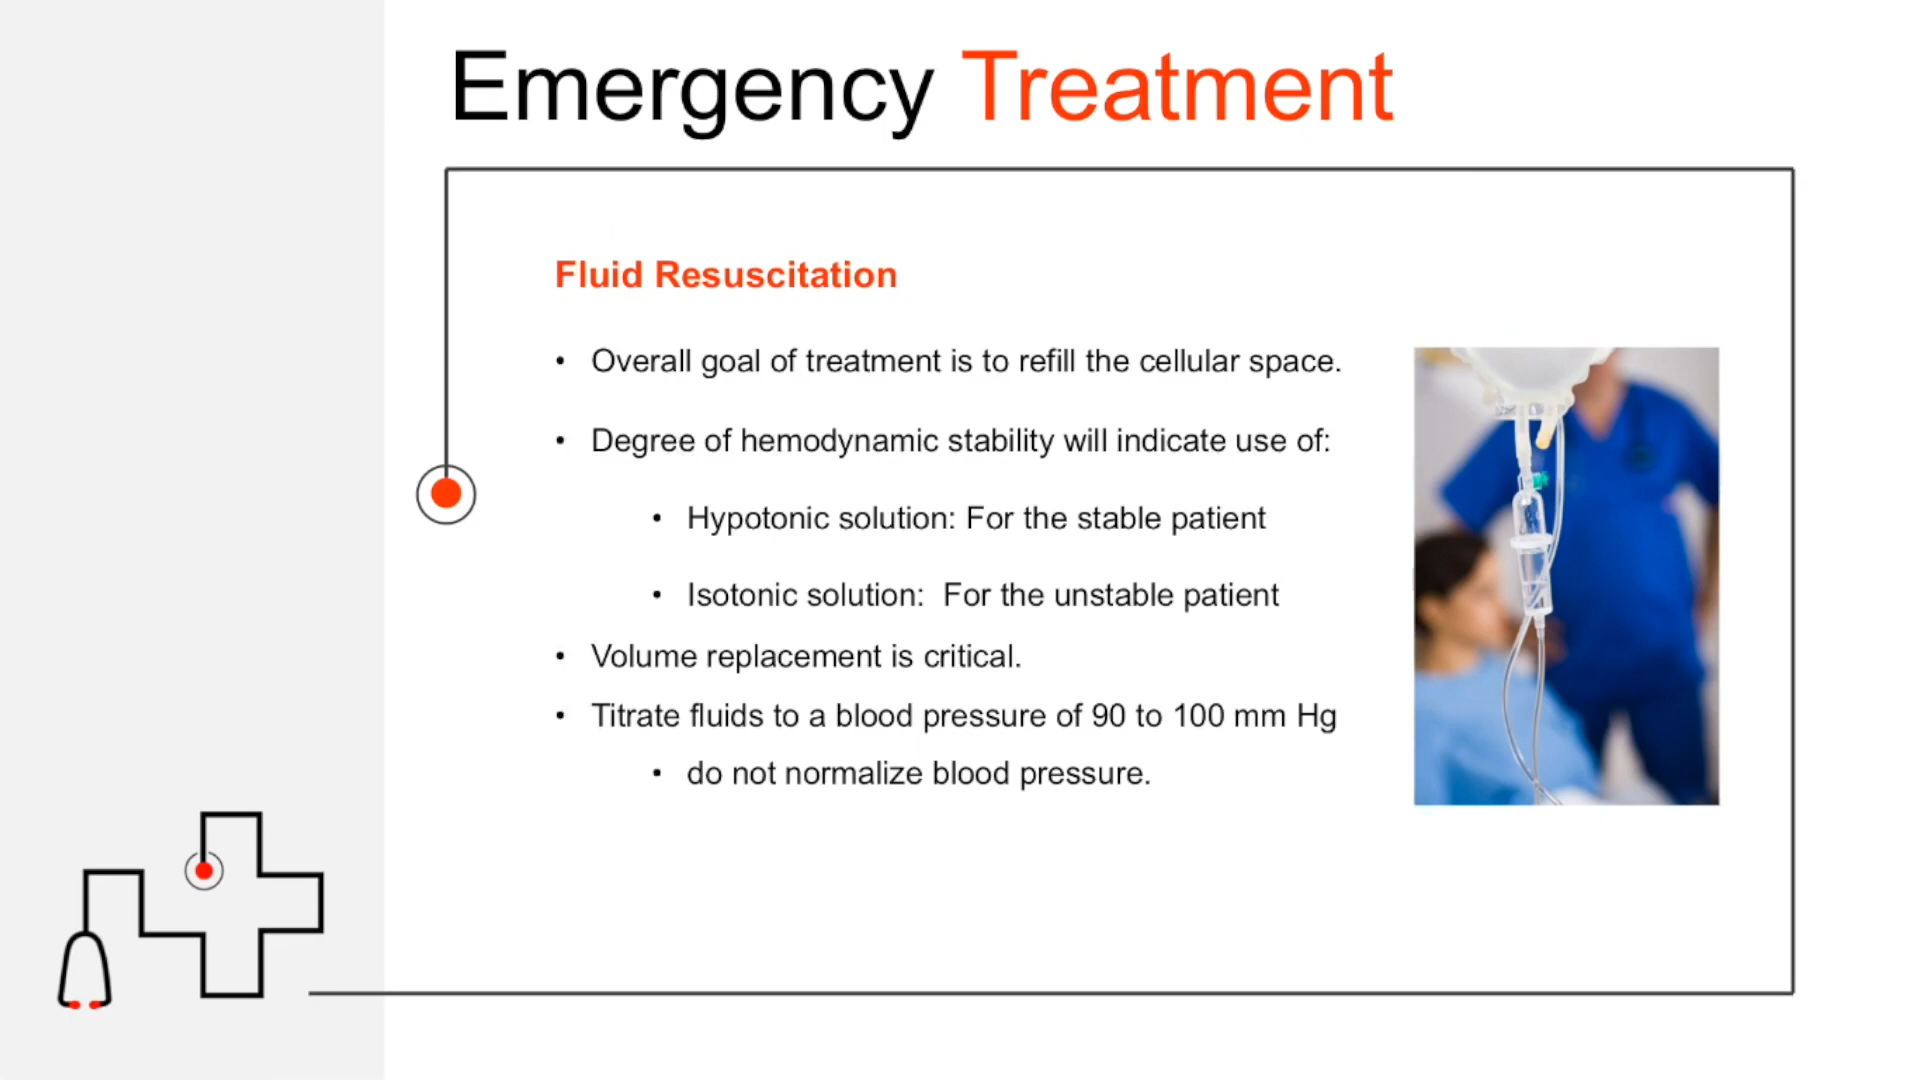 Emergency Treatment
Fluid Resuscitation
• Overall goal of treatment is to refill the cellular space.
• Degree of hemodynamic stability will indicate use of:
• Hypotonic solution: For the stable patient
• Isotonic solution:  For the unstable patient
• Volume replacement is critical.
• Titrate fluids to a blood pressure of 90 to 100 mm Hg
• do not normalize blood pressure.